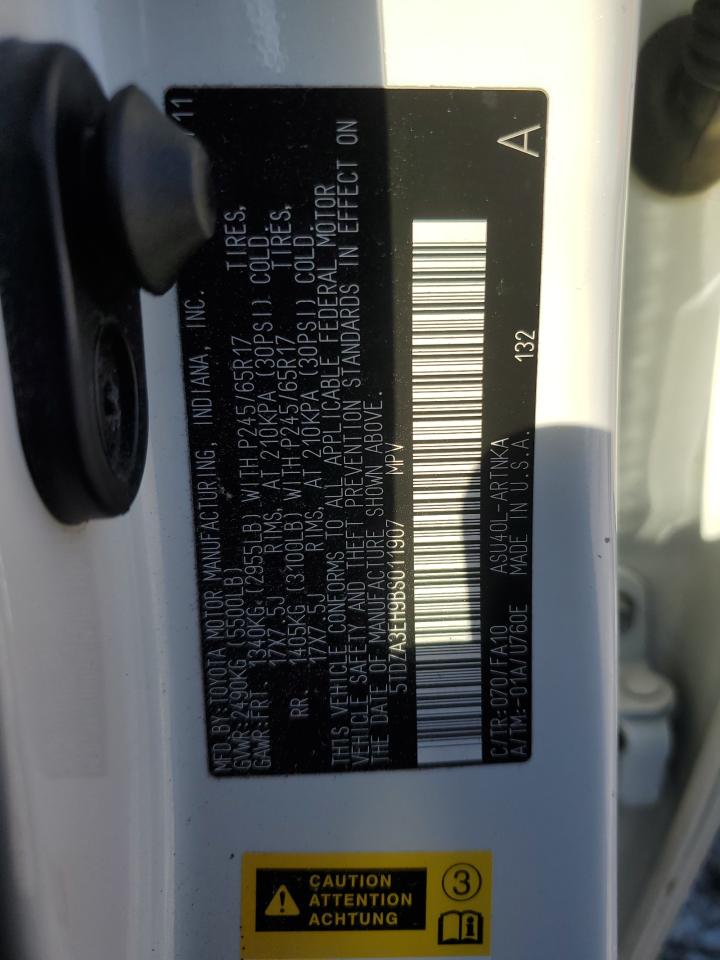 MFD.BY:TOYOTA MOTOR MANUFACTURING, INDIANA, INC. /11
GVWR:2490KG(5500LB)
GAWR:FRT. 1340KG.(2955LB) WITH P245/65R17 TIRES,
17X7.5J RIMS, AT 210KPA(30PSI) COLD.
RR. 1405KG(3100LB) WITH P245/65R17 TIRES,
17X7.5J RIMS, AT 210KPA(30PSI) COLD.
THIS VEHICLE CONFORMS TO ALL APPLICABLE FEDERAL MOTOR
VEHICLE SAFETY AND THEFT PREVENTION STANDARDS IN EFFECT ON
THE DATE OF MANUFACTURE SHOWN ABOVE.
5TDZA3EH9BS011907 MPV
C/TR:070/FA10 ASU40L-ARTNKA 132 A
A/TM:-01A/U760E MADE IN U.S.A.
CAUTION
ATTENTION
ACHTUNG
3